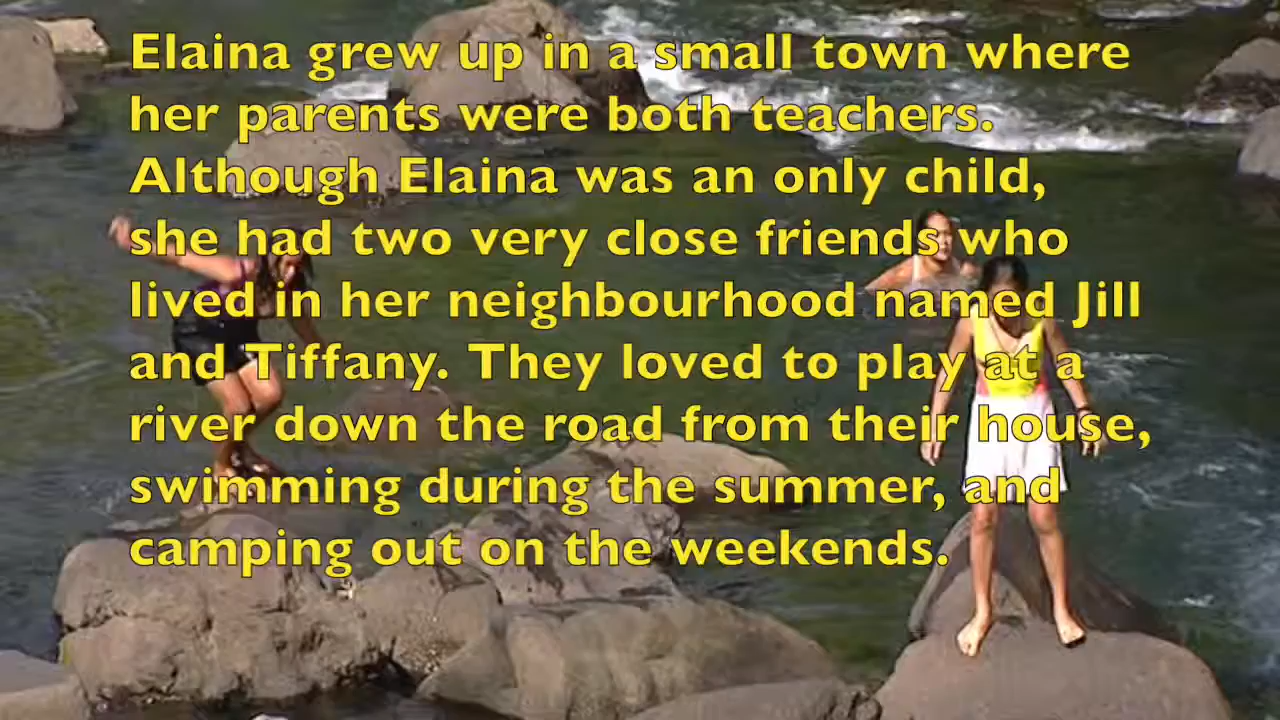 Elaina grew up in a small town where
her parents were both teachers.
Although Elaina was an only child,
she had two very close friends who
lived in her neighbourhood named Jill
and Tiffany. They loved to play at a
river down the road from their house,
swimming during the summer, and
camping out on the weekends.